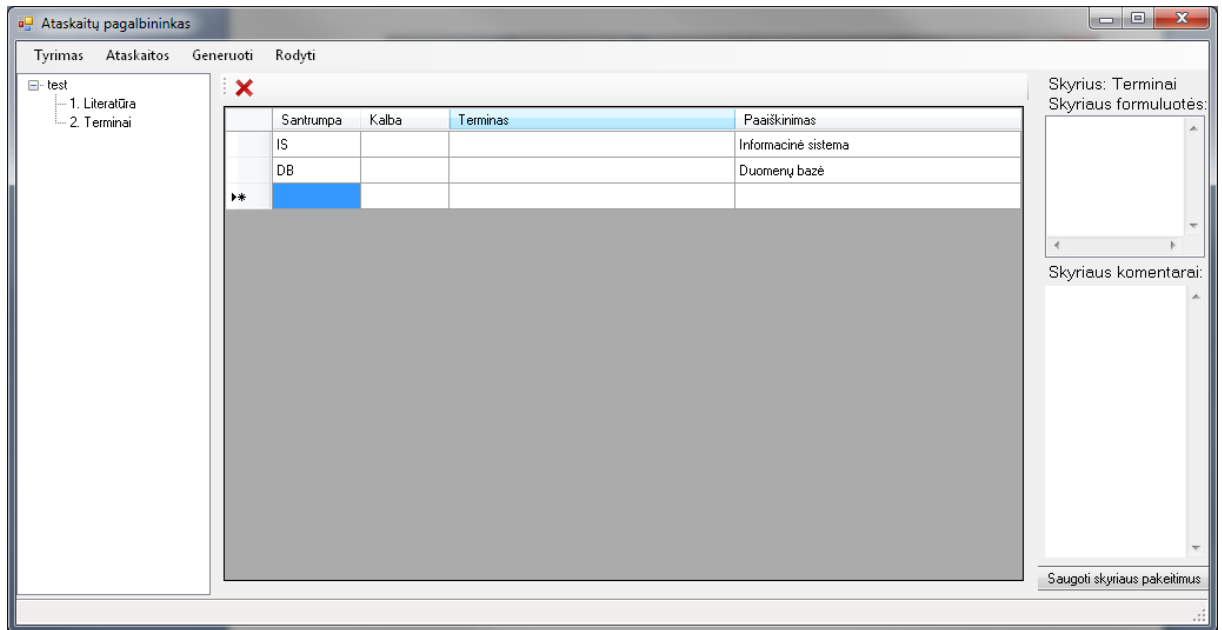 Ataskaitų pagalbininkas
Tyrimas Ataskaitos Generuoti Rodyti
test
1. Literatūra
2. Terminai
Santrumpa Kalba Terminas Paaiškinimas
IS Informacinė sistema
DB Duomenų bazė
Skyrius: Terminai
Skyriaus formuluotės:
Skyriaus komentarai:
Saugoti skyriaus pakeitimus